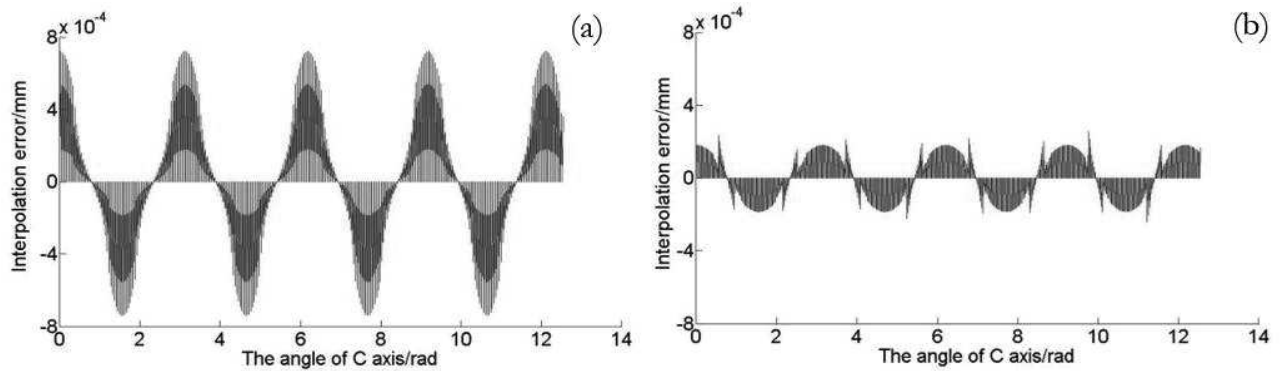 x 10⁻⁴
(a)
8
4
0
-4
-8
Interpolation error/mm
0 2 4 6 8 10 12 14
The angle of C axis/rad
x 10⁻⁴
(b)
8
4
0
-4
-8
Interpolation error/mm
0 2 4 6 8 10 12 14
The angle of C axis/rad